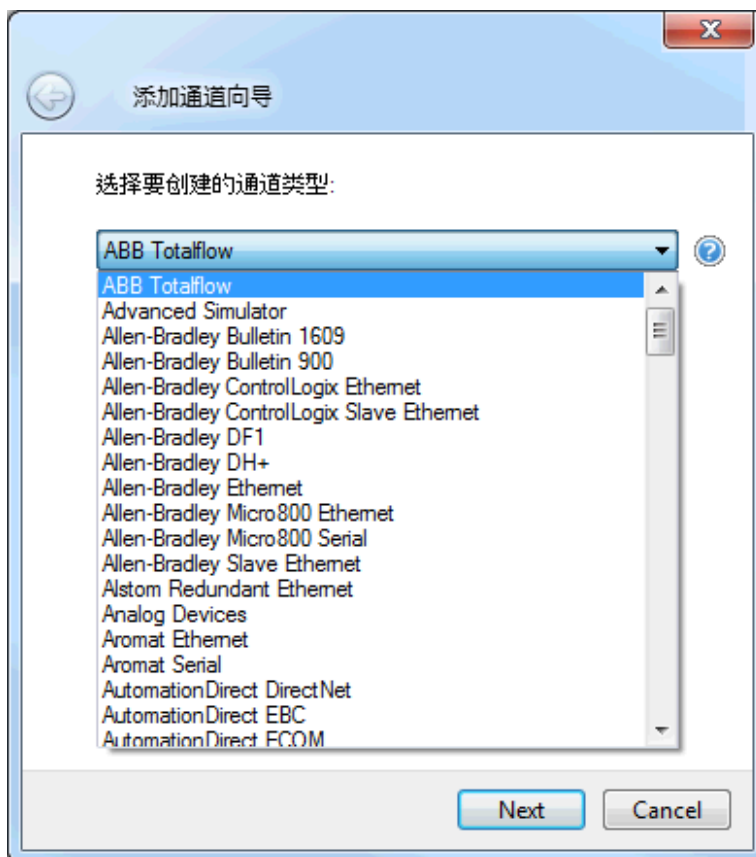 添加通道向导
选择要创建的通道类型:
ABB Totalflow
ABB Totalflow
Advanced Simulator
Allen-Bradley Bulletin 1609
Allen-Bradley Bulletin 900
Allen-Bradley ControlLogix Ethernet
Allen-Bradley ControlLogix Slave Ethernet
Allen-Bradley DF1
Allen-Bradley DH+
Allen-Bradley Ethernet
Allen-Bradley Micro800 Ethernet
Allen-Bradley Micro800 Serial
Allen-Bradley Slave Ethernet
Alstom Redundant Ethernet
Analog Devices
Aromat Ethernet
Aromat Serial
AutomationDirect DirectNet
AutomationDirect EBC
AutomationDirect ECOM
Next Cancel